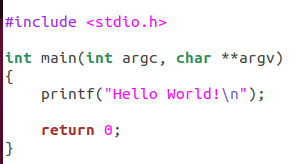 #include <stdio.h>
int main(int argc, char **argv)
{
    printf("Hello World!\n");
    return 0;
}